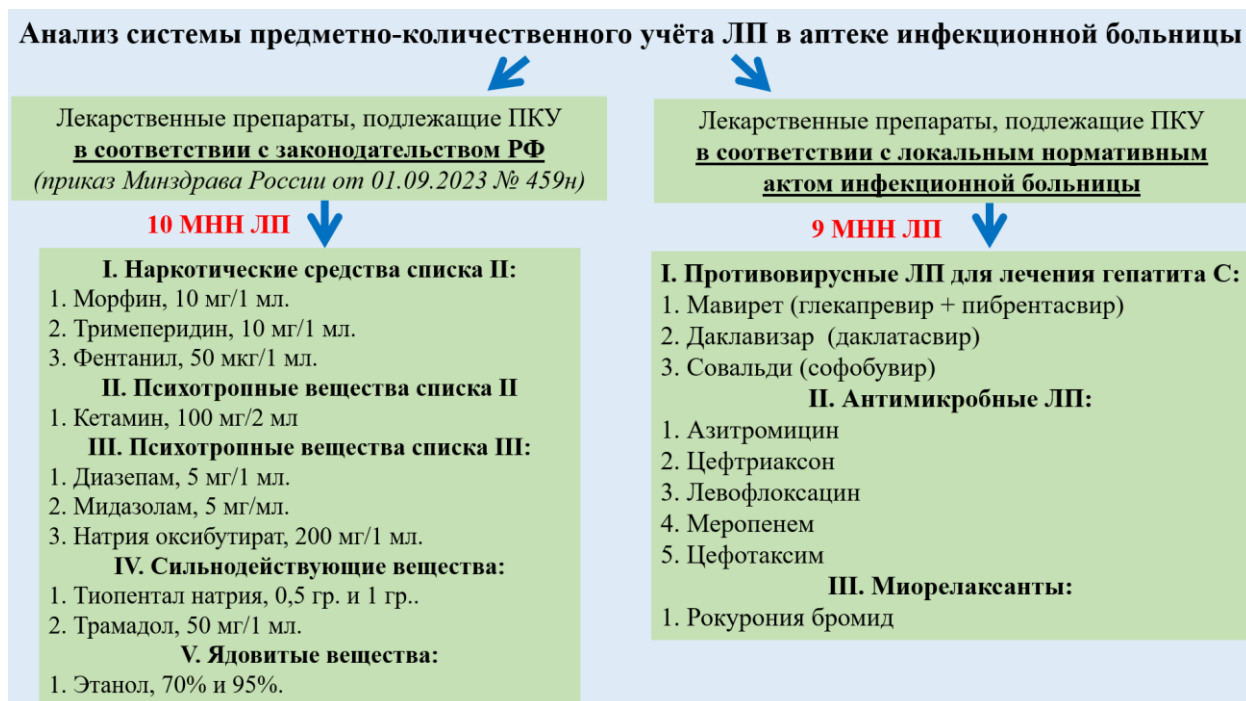 Анализ системы предметно-количественного учёта ЛП в аптеке инфекционной больницы
Лекарственные препараты, подлежащие ПКУ
в соответствии с законодательством РФ
(приказ Минздрава России от 01.09.2023 № 459н)
10 МНН ЛП
I. Наркотические средства списка II:
1. Морфин, 10 мг/1 мл.
2. Тримеперидин, 10 мг/1 мл.
3. Фентанил, 50 мкг/1 мл.
II. Психотропные вещества списка II
1. Кетамин, 100 мг/2 мл
III. Психотропные вещества списка III:
1. Диазепам, 5 мг/1 мл.
2. Мидазолам, 5 мг/мл.
3. Натрия оксибутират, 200 мг/1 мл.
IV. Сильнодействующие вещества:
1. Тиопентал натрия, 0,5 гр. и 1 гр..
2. Трамадол, 50 мг/1 мл.
V. Ядовитые вещества:
1. Этанол, 70% и 95%.
Лекарственные препараты, подлежащие ПКУ
в соответствии с локальным нормативным
актом инфекционной больницы
9 МНН ЛП
I. Противовирусные ЛП для лечения гепатита С:
1. Мавирет (глекапревир + пибрентасвир)
2. Даклавизар (даклатасвир)
3. Совальди (софобувир)
II. Антимикробные ЛП:
1. Азитромицин
2. Цефтриаксон
3. Левофлоксацин
4. Меропенем
5. Цефотаксим
III. Миорелаксанты:
1. Рокурония бромид